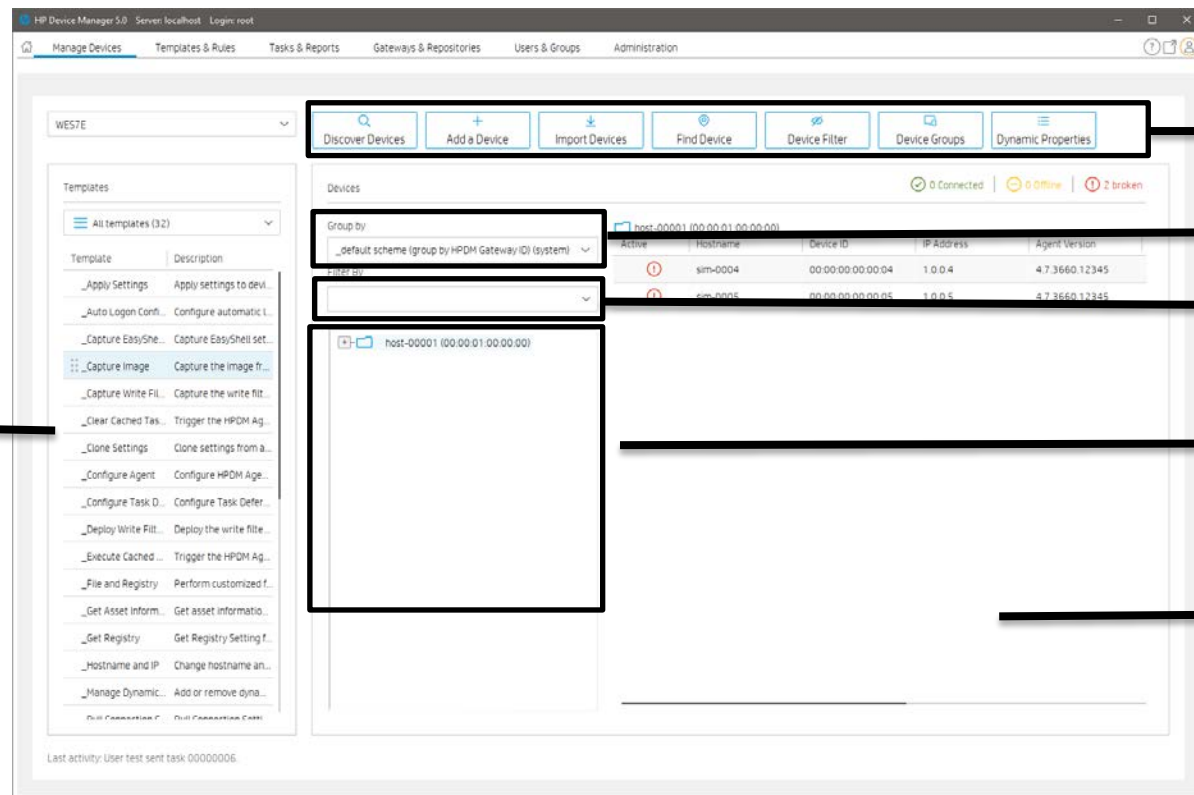 HP Device Manager 5.0 Server: localhost Login: root
Manage Devices Templates & Rules Tasks & Reports Gateways & Repositories Users & Groups Administration
WES7E
Discover Devices Add a Device Import Devices Find Device Device Filter Device Groups Dynamic Properties
Templates
All templates (32)
Template Description
_Apply Settings Apply settings to devi...
_Auto Logon Confi... Configure automatic l...
_Capture EasyShe... Capture EasyShell set...
_Capture Image Capture the image fr...
_Capture Write Fil... Capture the write filt...
_Clear Cached Tas... Trigger the HPDM Ag...
_Clone Settings Clone settings from a...
_Configure Agent Configure HPDM Age...
_Configure Task D... Configure Task Defer...
_Deploy Write Filt... Deploy the write filte...
_Execute Cached ... Trigger the HPDM Ag...
_File and Registry Perform customized f...
_Get Asset Inform... Get asset informatio...
_Get Registry Get Registry Setting f...
_Hostname and IP Change hostname an...
_Manage Dynamic... Add or remove dyna...
Devices
0 Connected 0 Offline 2 broken
Group by
_default scheme (group by HPDM Gateway ID) (system)
Filter By
host-00001 (00:00:01:00:00:00)
host-00001 (00:00:01:00:00:00)
Active Hostname Device ID IP Address Agent Version
sim-0004 00:00:00:00:00:04 1.0.0.4 4.7.3660.12345
sim-0005 00:00:00:00:00:05 1.0.0.5 4.7.3660.12345
Last activity: User test sent task 00000006.